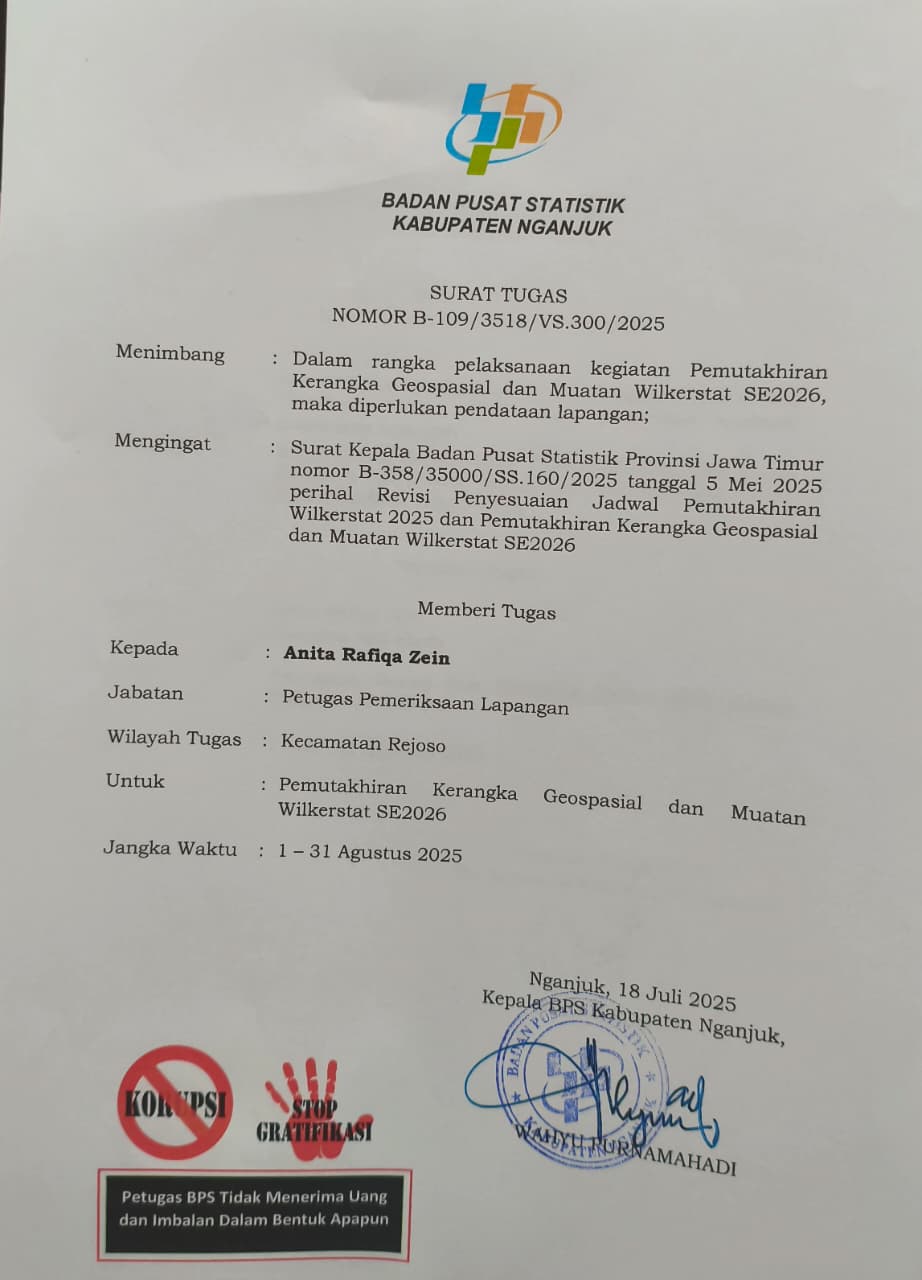 BADAN PUSAT STATISTIK
KABUPATEN NGANJUK
SURAT TUGAS
NOMOR B-109/3518/VS.300/2025
Menimbang : Dalam rangka pelaksanaan kegiatan Pemutakhiran
Kerangka Geospasial dan Muatan Wilkerstat SE2026,
maka diperlukan pendataan lapangan;
Mengingat : Surat Kepala Badan Pusat Statistik Provinsi Jawa Timur
nomor B-358/35000/SS.160/2025 tanggal 5 Mei 2025
perihal Revisi Penyesuaian Jadwal Pemutakhiran
Wilkerstat 2025 dan Pemutakhiran Kerangka Geospasial
dan Muatan Wilkerstat SE2026
Memberi Tugas
Kepada : Anita Rafiqa Zein
Jabatan : Petugas Pemeriksaan Lapangan
Wilayah Tugas : Kecamatan Rejoso
Untuk : Pemutakhiran Kerangka Geospasial dan Muatan
Wilkerstat SE2026
Jangka Waktu : 1 – 31 Agustus 2025
Nganjuk, 18 Juli 2025
Kepala BPS Kabupaten Nganjuk,
BADAN PUSAT STATISTIK
KABUPATEN
WAHYU PURNAMAHADI
KORUPSI
STOP
GRATIFIKASI
Petugas BPS Tidak Menerima Uang
dan Imbalan Dalam Bentuk Apapun